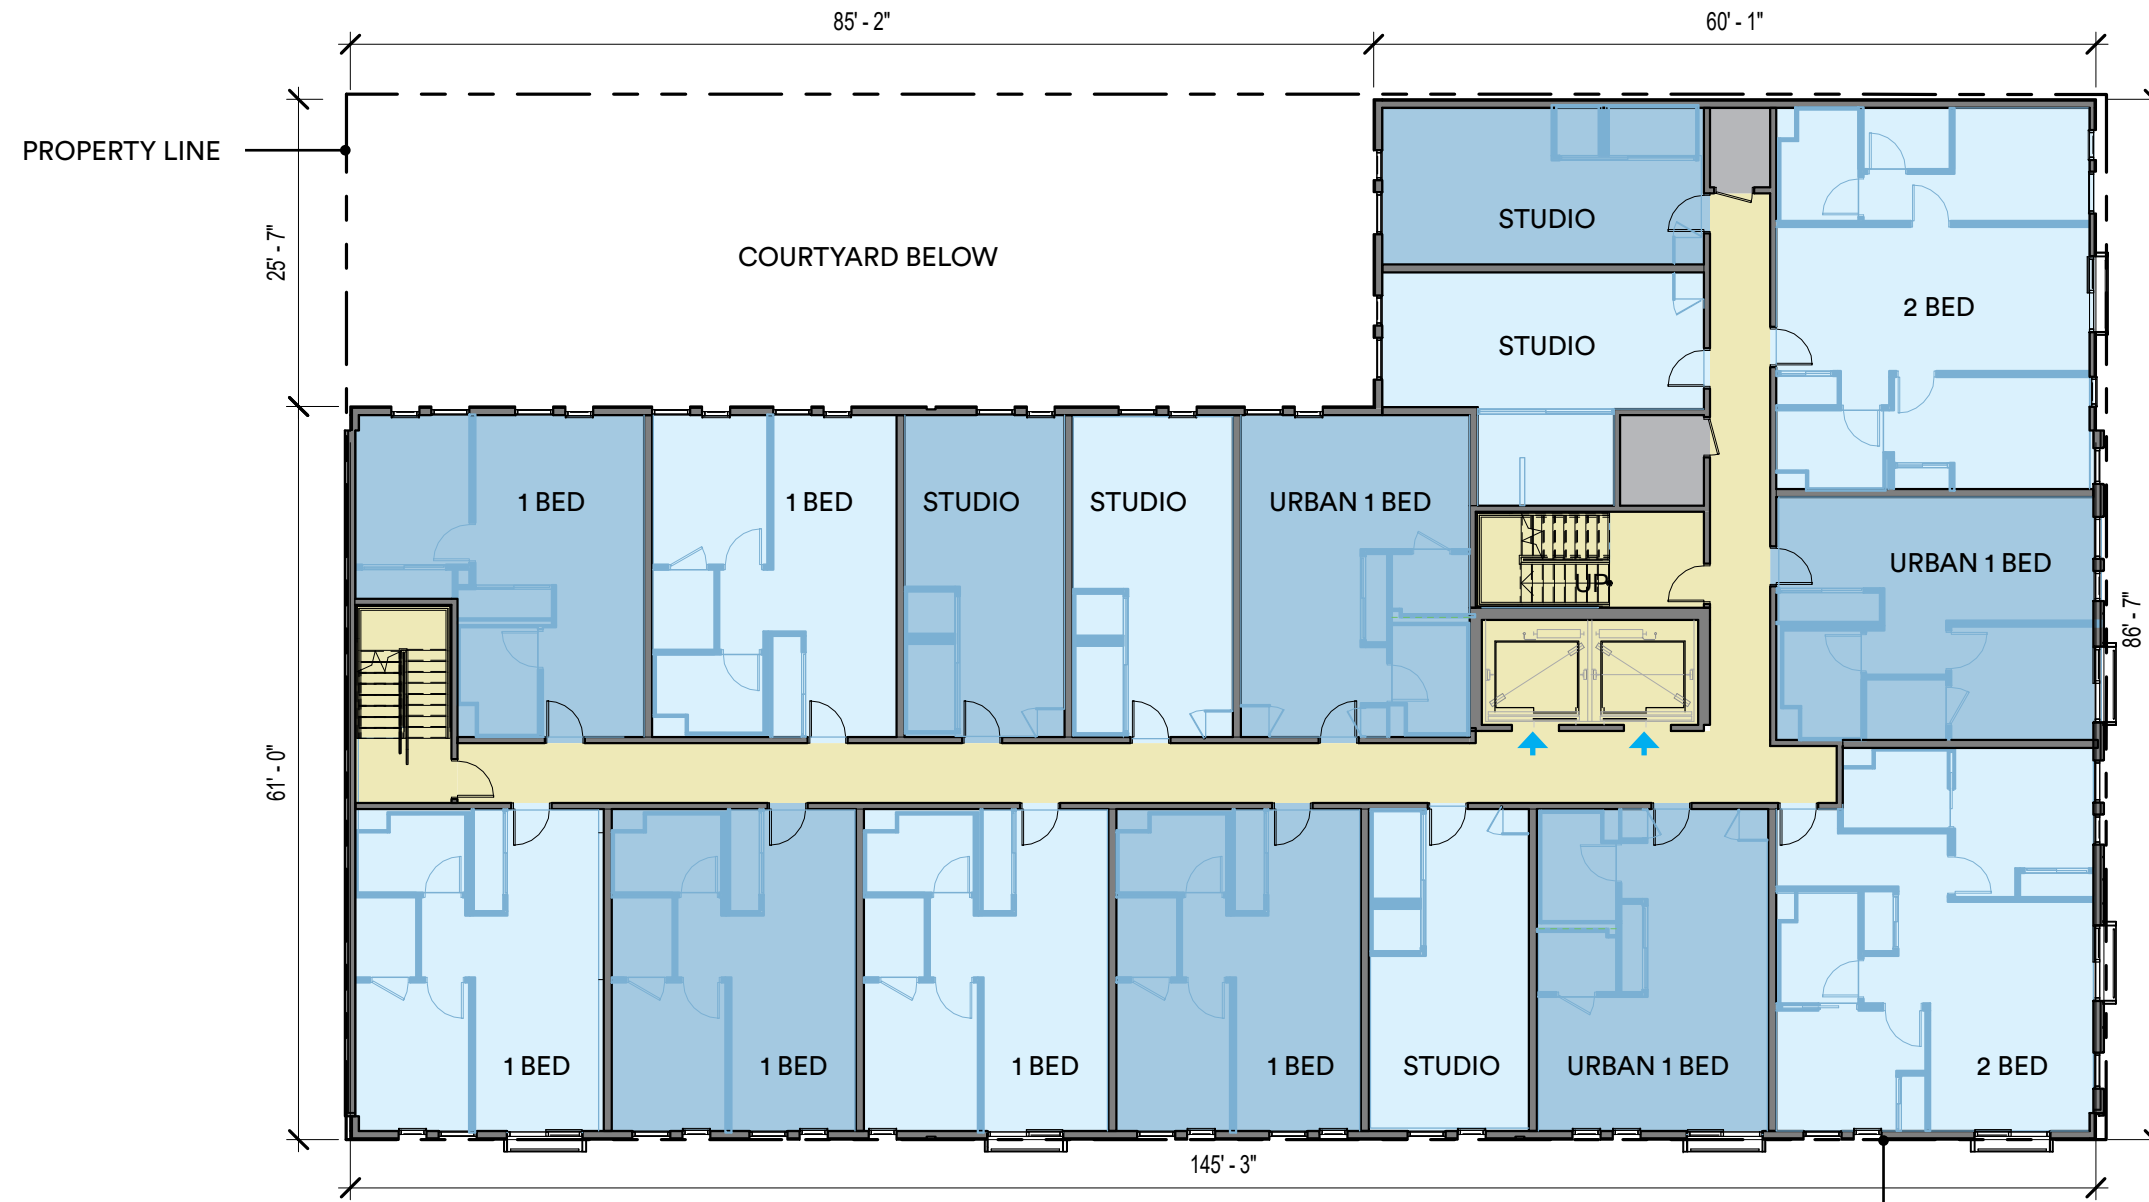 85' - 2"
60' - 1"
PROPERTY LINE
25' - 7"
COURTYARD BELOW
STUDIO
STUDIO
2 BED
1 BED
1 BED
STUDIO
STUDIO
URBAN 1 BED
UP
URBAN 1 BED
86' - 7"
61' - 0"
1 BED
1 BED
1 BED
1 BED
STUDIO
URBAN 1 BED
2 BED
145' - 3"